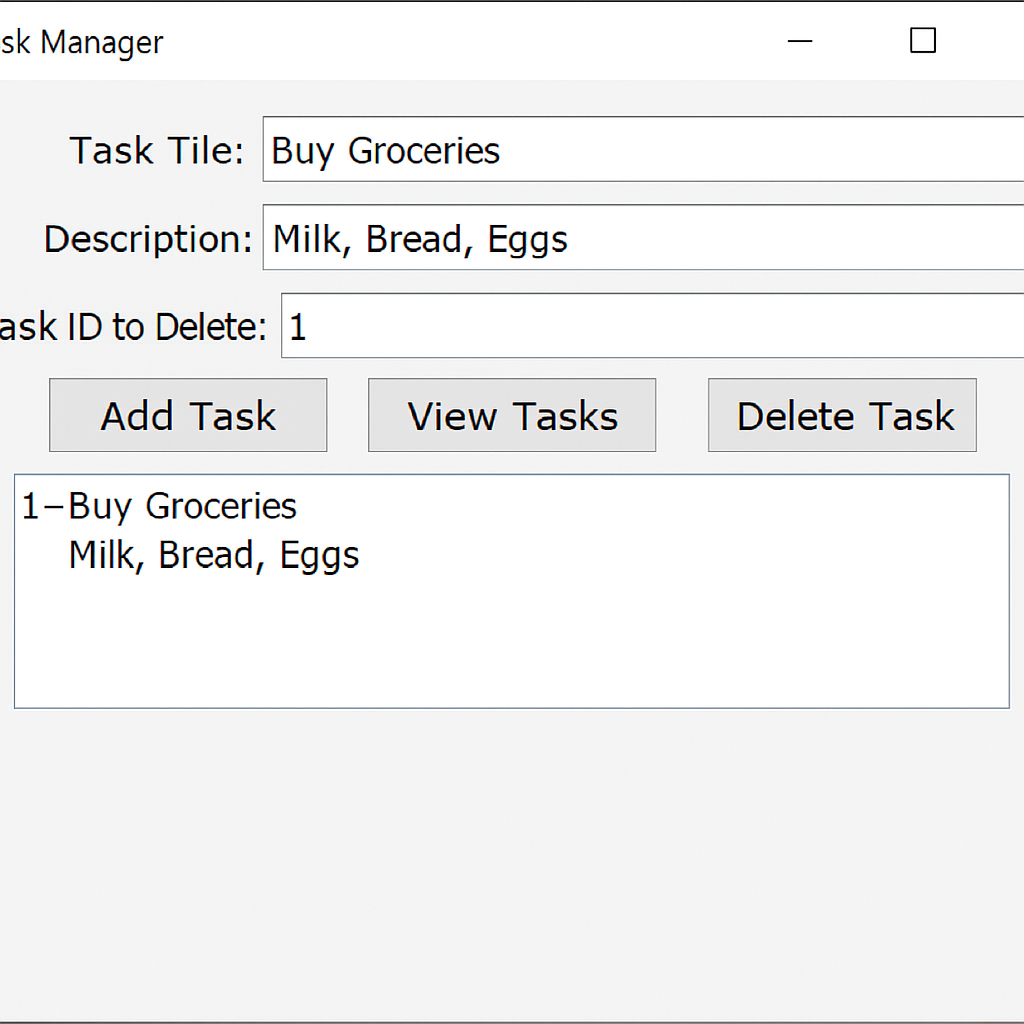 sk Manager
Task Tile: Buy Groceries
Description: Milk, Bread, Eggs
ask ID to Delete: 1
Add Task View Tasks Delete Task
1–Buy Groceries
Milk, Bread, Eggs